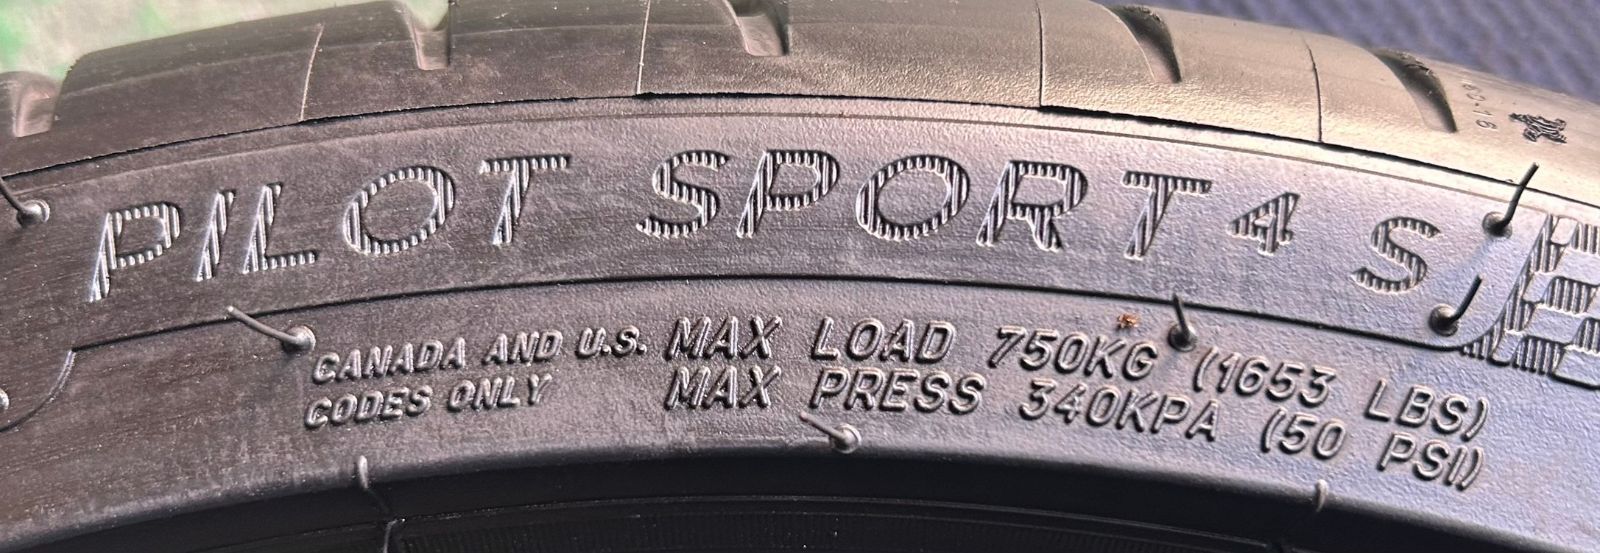 PILOT SPORT 4 S
CANADA AND U.S. MAX LOAD 750KG (1653 LBS)
CODES ONLY MAX PRESS 340KPA (50 PSI)